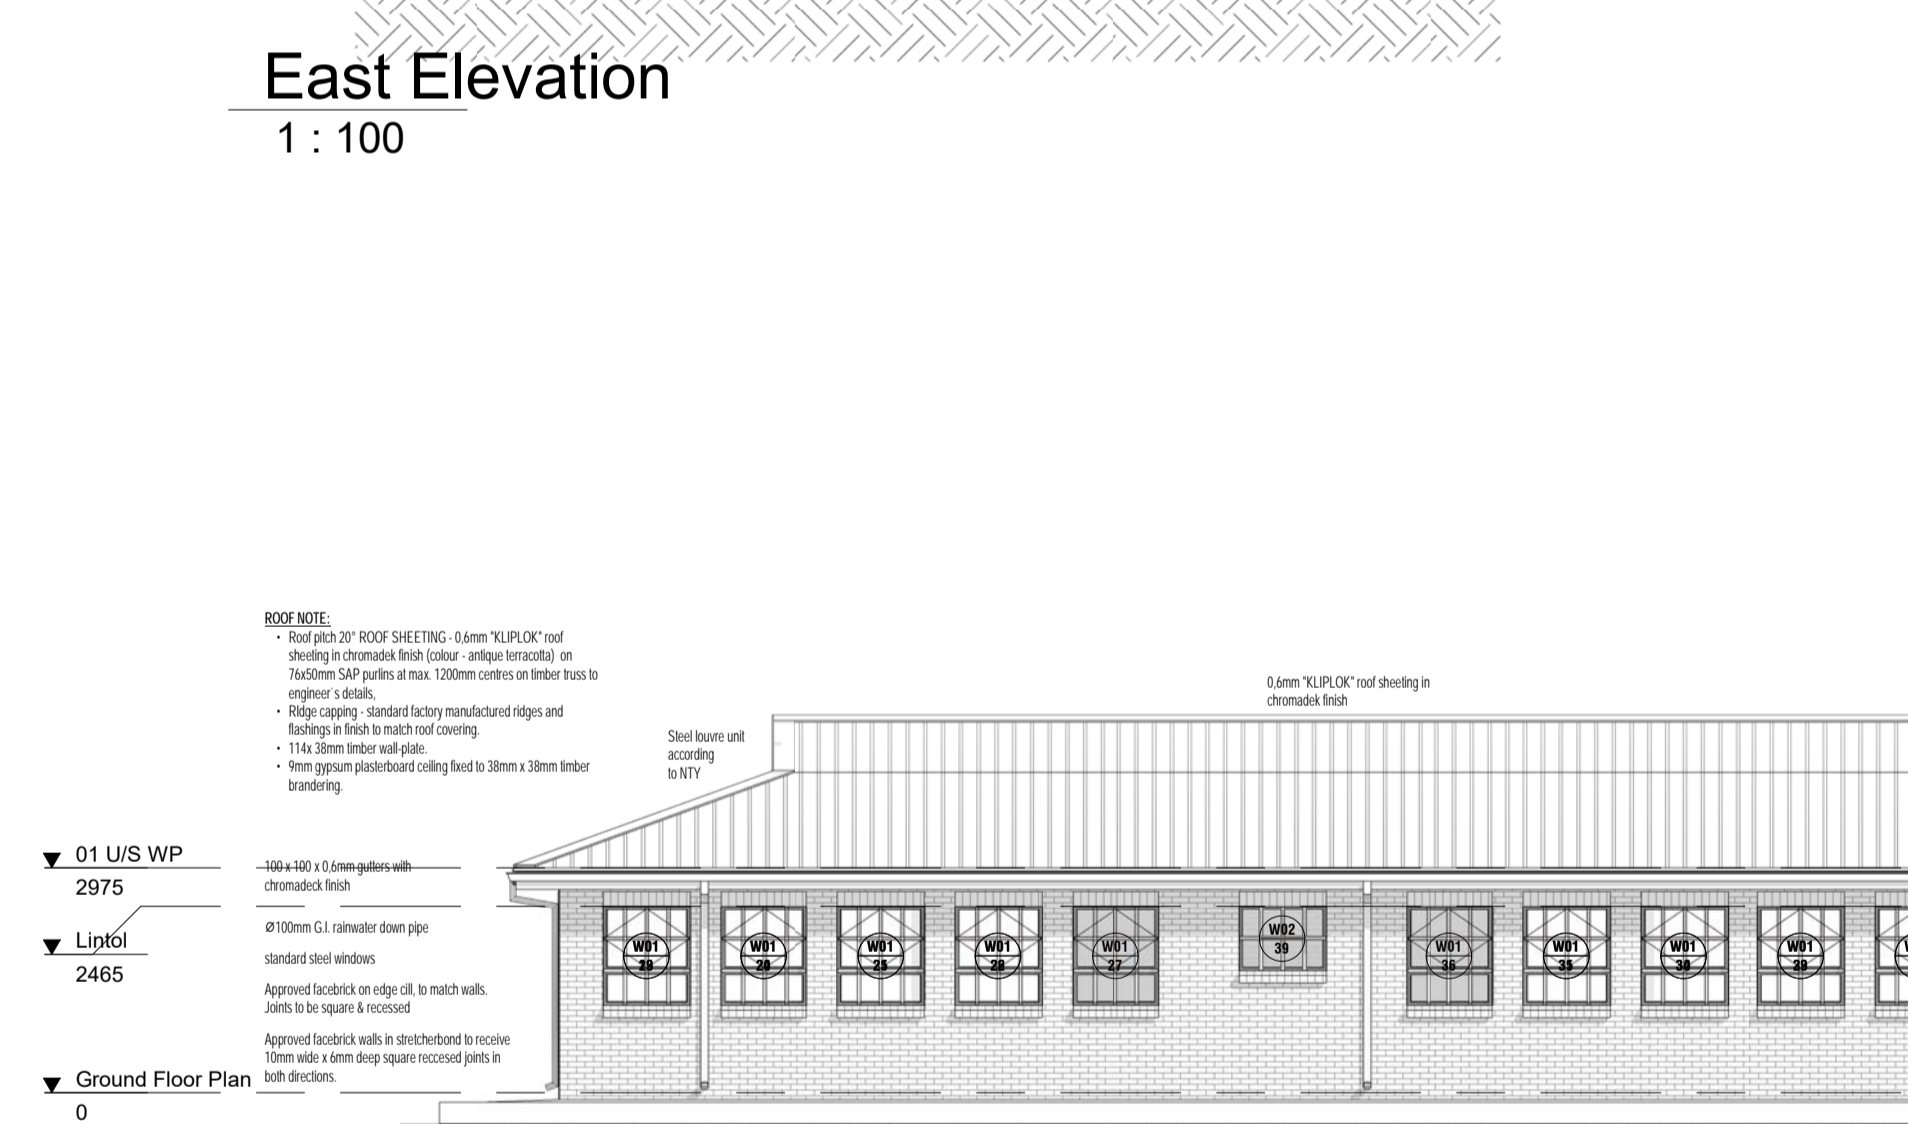 East Elevation
1 : 100
ROOF NOTE:
• Roof pitch 20° ROOF SHEETING - 0,6mm "KLIPLOK" roof
sheeting in chromadek finish (colour - antique terracotta) on
76x50mm SAP purlins at max. 1200mm centres on timber truss to
engineer`s details,
• RIdge capping - standard factory manufactured ridges and
flashings in finish to match roof covering.
• 114x 38mm timber wall-plate.
• 9mm gypsum plasterboard ceiling fixed to 38mm x 38mm timber
brandering.
Steel louvre unit
according
to NTY
0,6mm "KLIPLOK" roof sheeting in
chromadek finish
01 U/S WP
2975
Lintol
2465
Ground Floor Plan
0
100 x 100 x 0,6mm gutters with
chromadeck finish
Ø100mm G.I. rainwater down pipe
standard steel windows
Approved facebrick on edge cill, to match walls.
Joints to be square & recessed
Approved facebrick walls in stretcherbond to receive
10mm wide x 6mm deep square reccesed joints in
both directions.
W01
W01
W01
25
W01
W01
27
W02
39
W01
36
W01
35
W01
30
W01